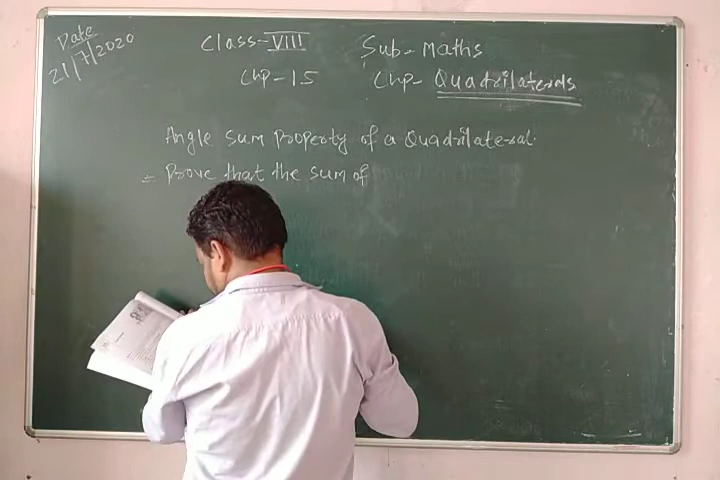 Date
21/7/2020
Class-VIII Sub-Maths
Chp-15 Chp-Quadrilaterals
Angle sum property of a Quadrilateral.
= Prove that the sum of